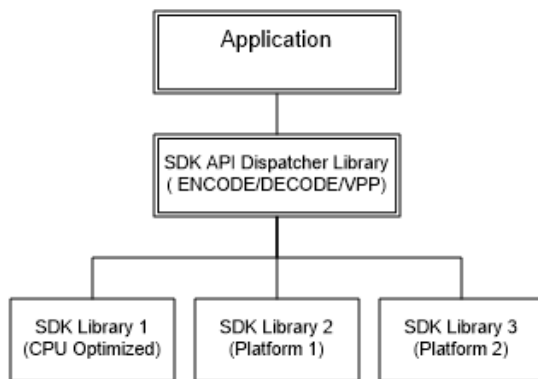 Application
SDK API Dispatcher Library
( ENCODE/DECODE/VPP)
SDK Library 1
(CPU Optimized)
SDK Library 2
(Platform 1)
SDK Library 3
(Platform 2)